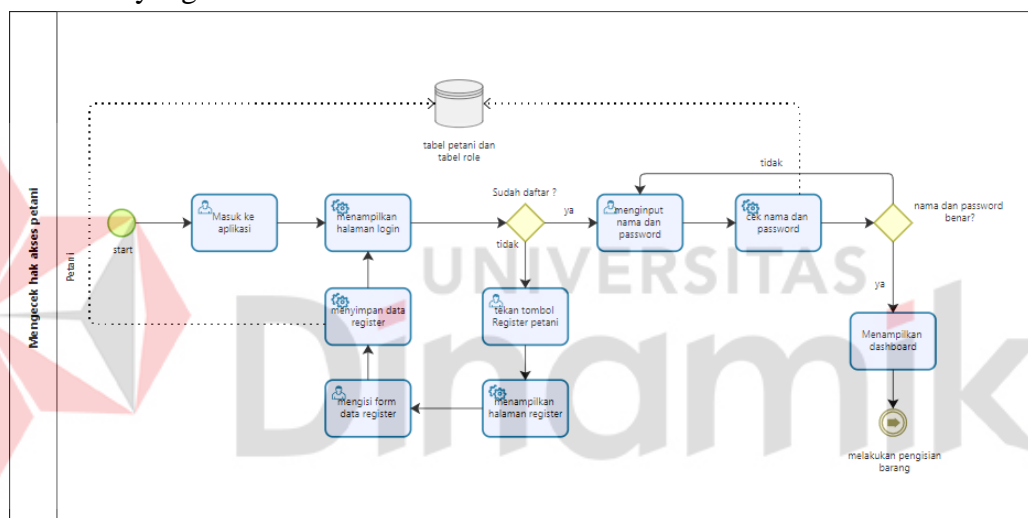 Mengecek hak akses petani
Petani
tabel petani dan
tabel role
start
Masuk ke
aplikasi
menampilkan
halaman login
Sudah daftar ?
ya
tidak
menginput
nama dan
password
cek nama dan
password
tidak
nama dan password
benar?
ya
menyimpan data
register
tekan tombol
Register petani
Menampilkan
dashboard
mengisi form
data register
menampilkan
halaman register
melakukan pengisian
barang
UNIVERSITAS
Dinamik